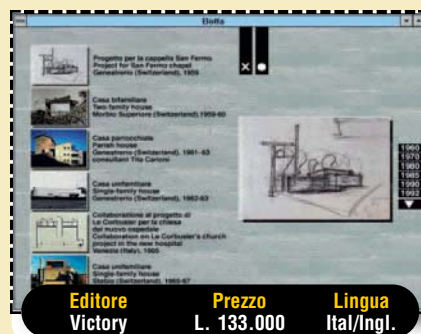 Botta
Progetto per la cappella San Fermo
Project for San Fermo chapel
Genestrerio (Switzerland), 1959
Casa bifamiliare
Two-family house
Morbio Superiore (Switzerland), 1959-60
Casa parrocchiale
Parish house
Genestrerio (Switzerland), 1961-63
consultant Tita Carloni
Casa unifamiliare
Single-family house
Genestrerio (Switzerland), 1962-63
Collaborazione al progetto di
Le Corbusier per la chiesa
del nuovo ospedale
Collaboration on Le Corbusier's church
project in the new hospital
Venezia (Italy), 1965
Casa unifamiliare
Single-family house
Stabio (Switzerland), 1965-67
1960
1970
1980
1985
1990
1992
Editore Prezzo Lingua
Victory L. 133.000 Ital/Ingl.